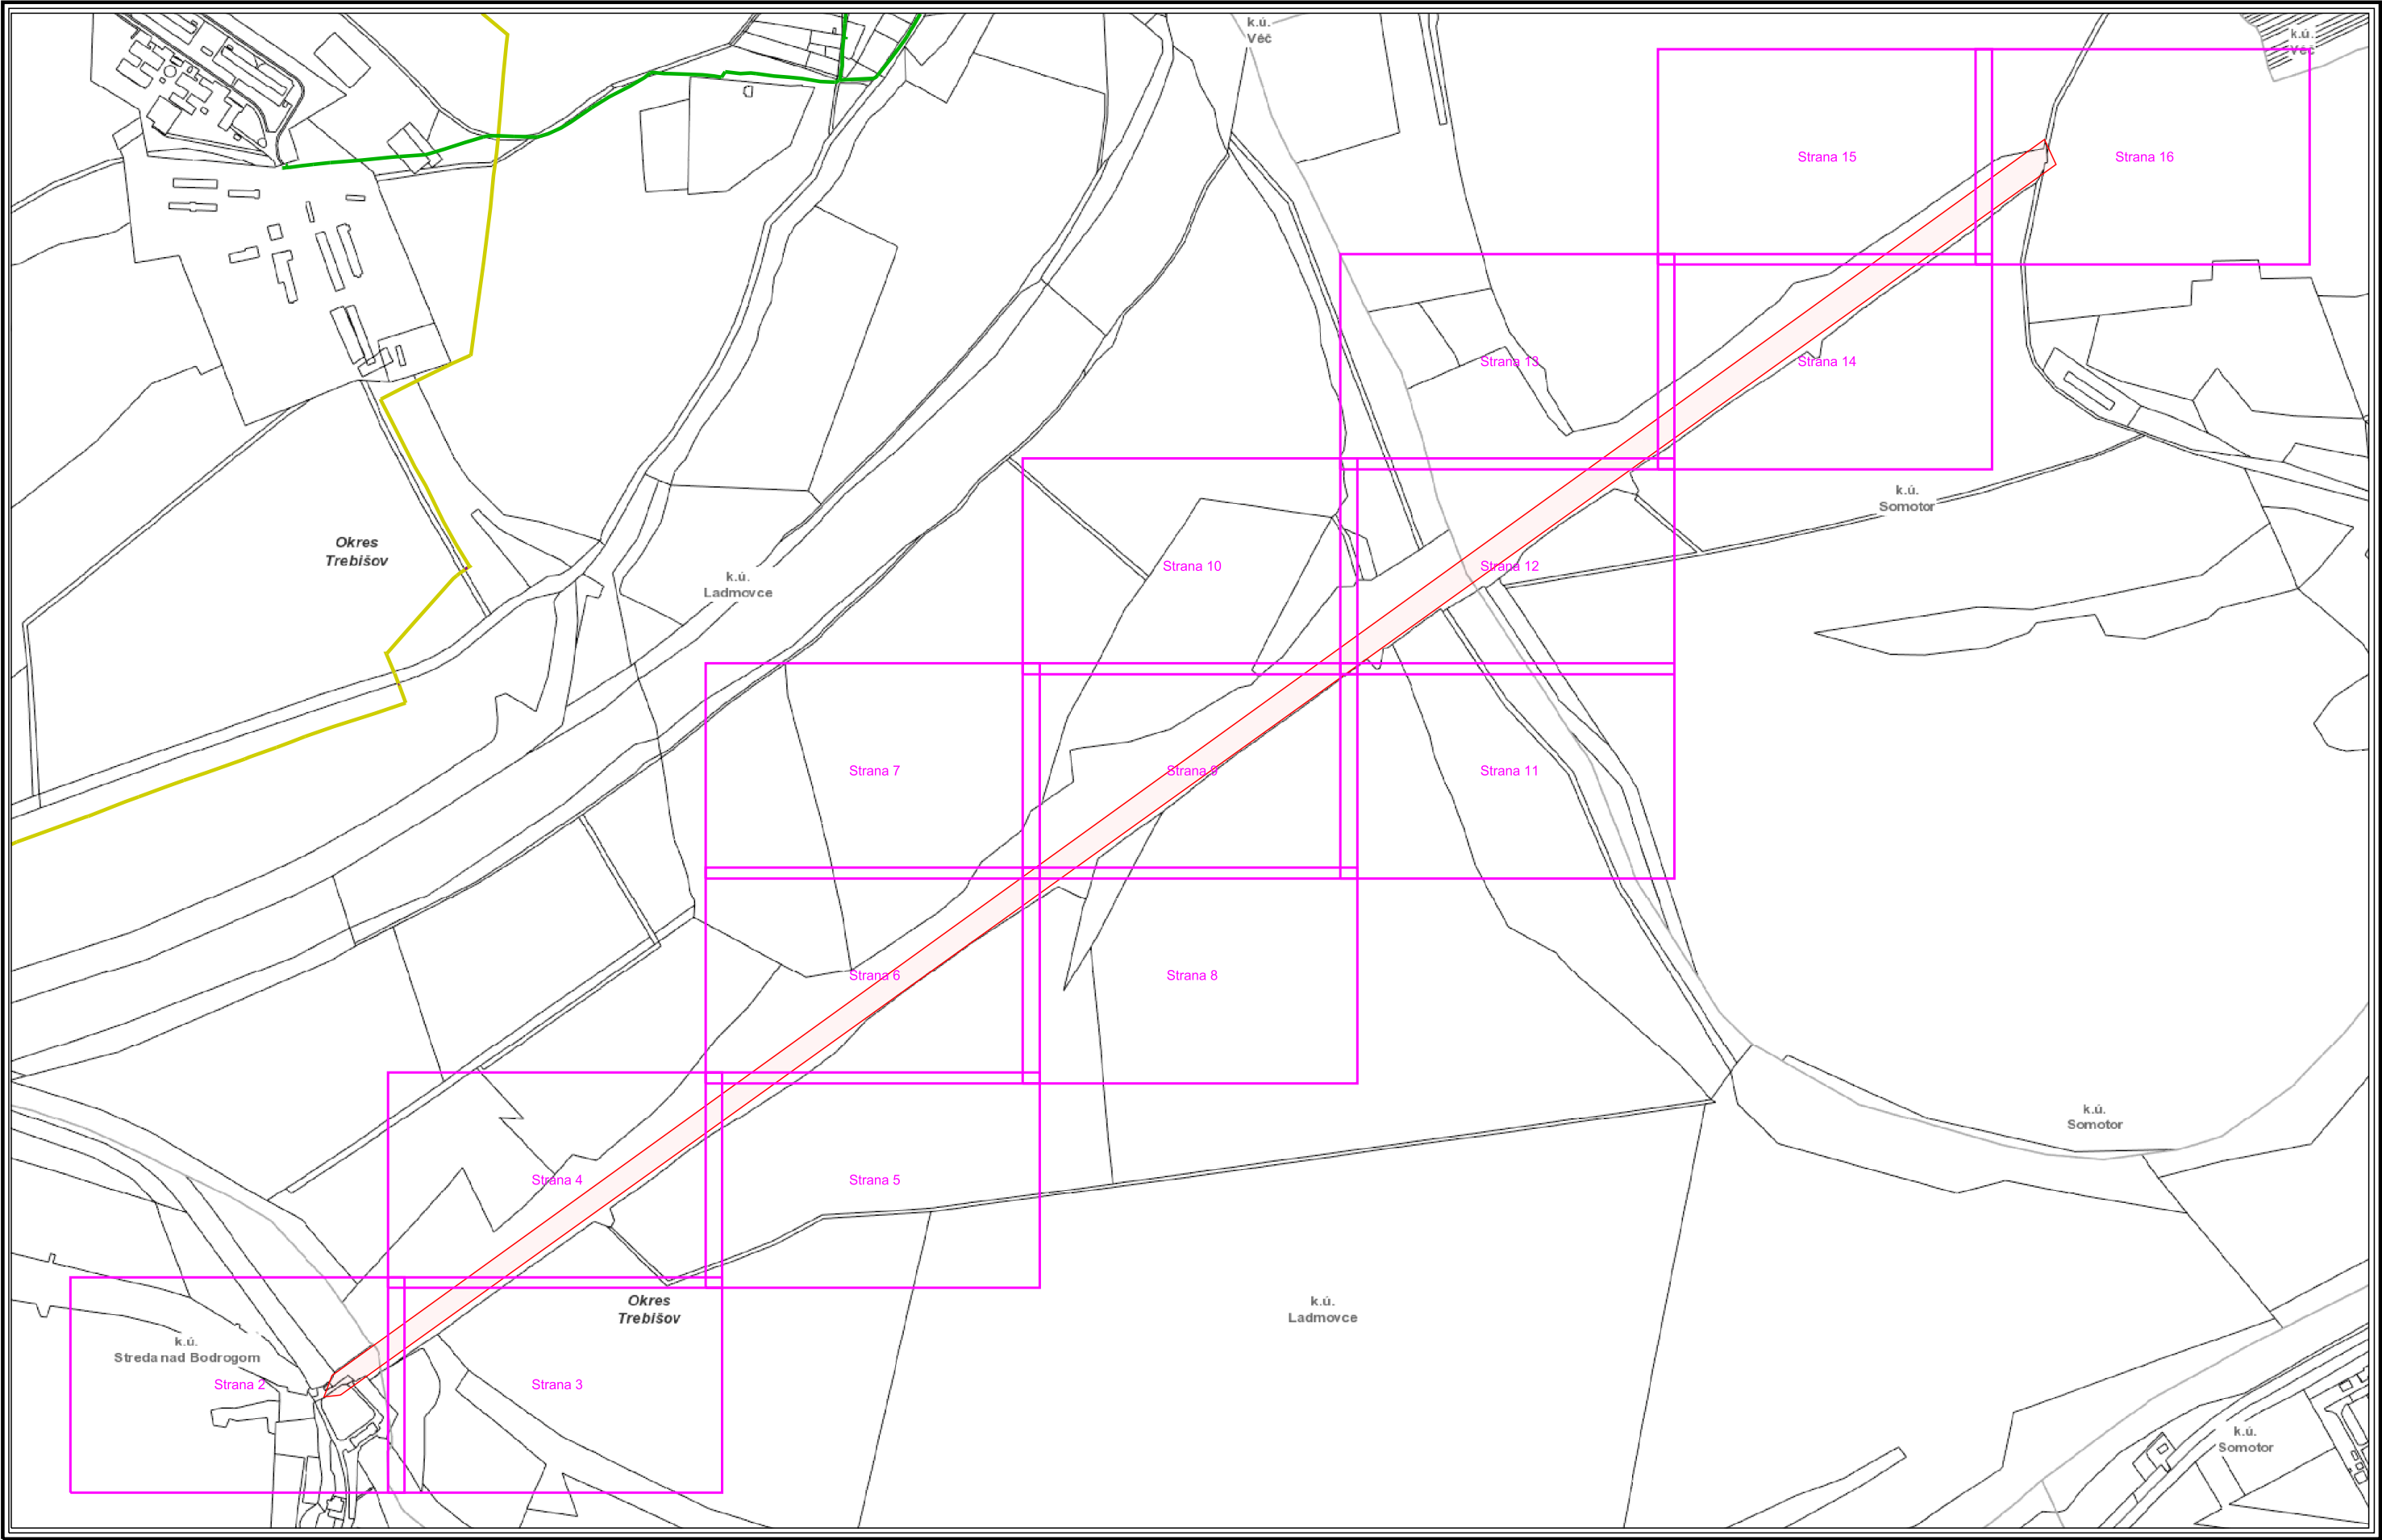 k.ú.
Véč
k.ú.
Véč
Strana 15
Strana 16
Strana 13
Strana 14
k.ú.
Somotor
Okres
Trebišov
k.ú.
Ladmovce
Strana 10
Strana 12
Strana 7
Strana 9
Strana 11
Strana 6
Strana 8
k.ú.
Somotor
Strana 4
Strana 5
Okres
Trebišov
k.ú.
Ladmovce
k.ú.
Streda nad Bodrogom
Strana 2
Strana 3
k.ú.
Somotor